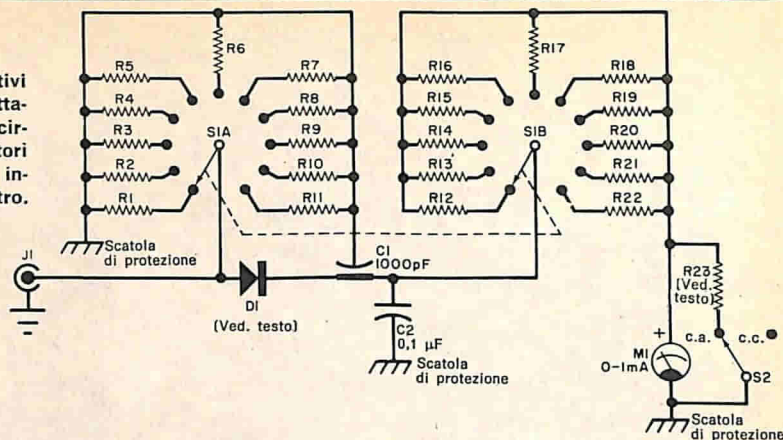 tivi
tta-
cir-
tori
in-
tro.
R6
R5
R7
R4
R8
R3
S1A
R9
R2
R10
R1
R11
R17
R16
R18
R15
R19
R14
S1B
R20
R13
R21
R12
R22
Scatola
di protezione
J1
D1
(Ved. testo)
C1
1000pF
C2
0,1 µF
Scatola
di protezione
R23
(Ved.
testo)
c.a.
c.c.
S2
+
M1
0-1mA
Scatola
di protezione